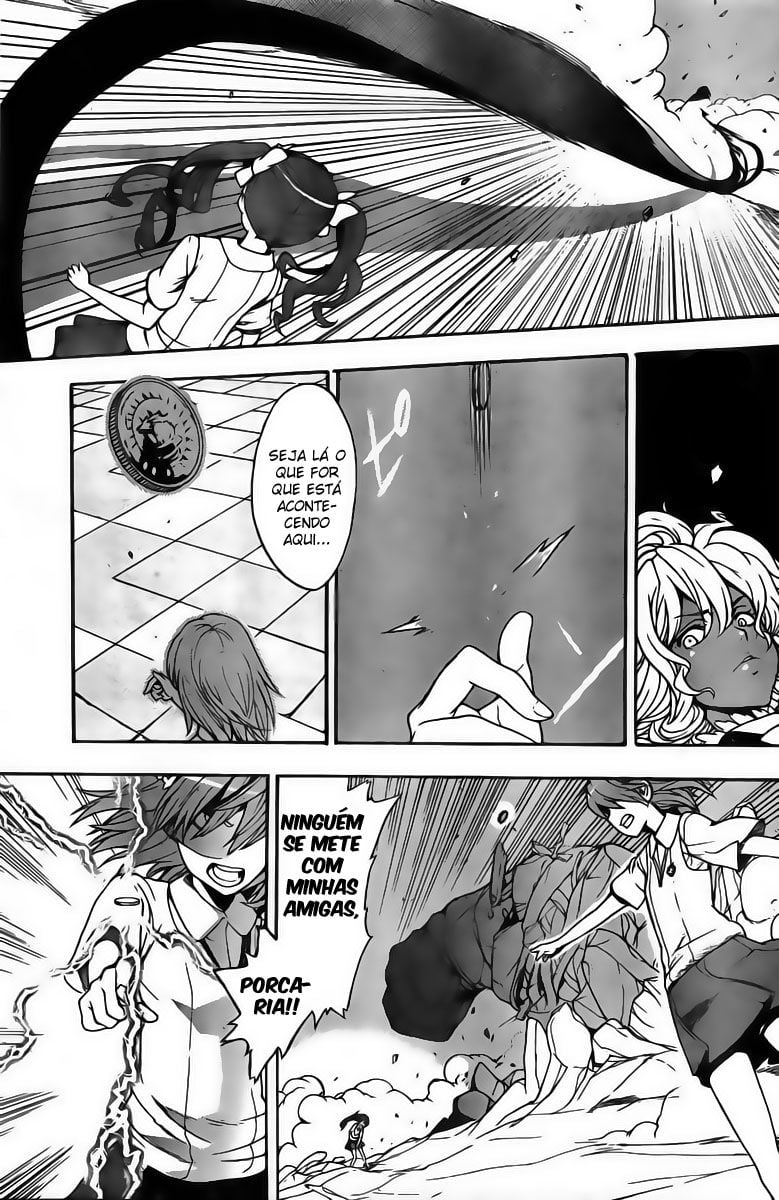 SEJA LÁ O
QUE FOR
QUE ESTÁ
ACONTE-
CENDO
AQUI...
NINGUÉM
SE METE
COM
MINHAS
AMIGAS,
PORCA-
RIA!!